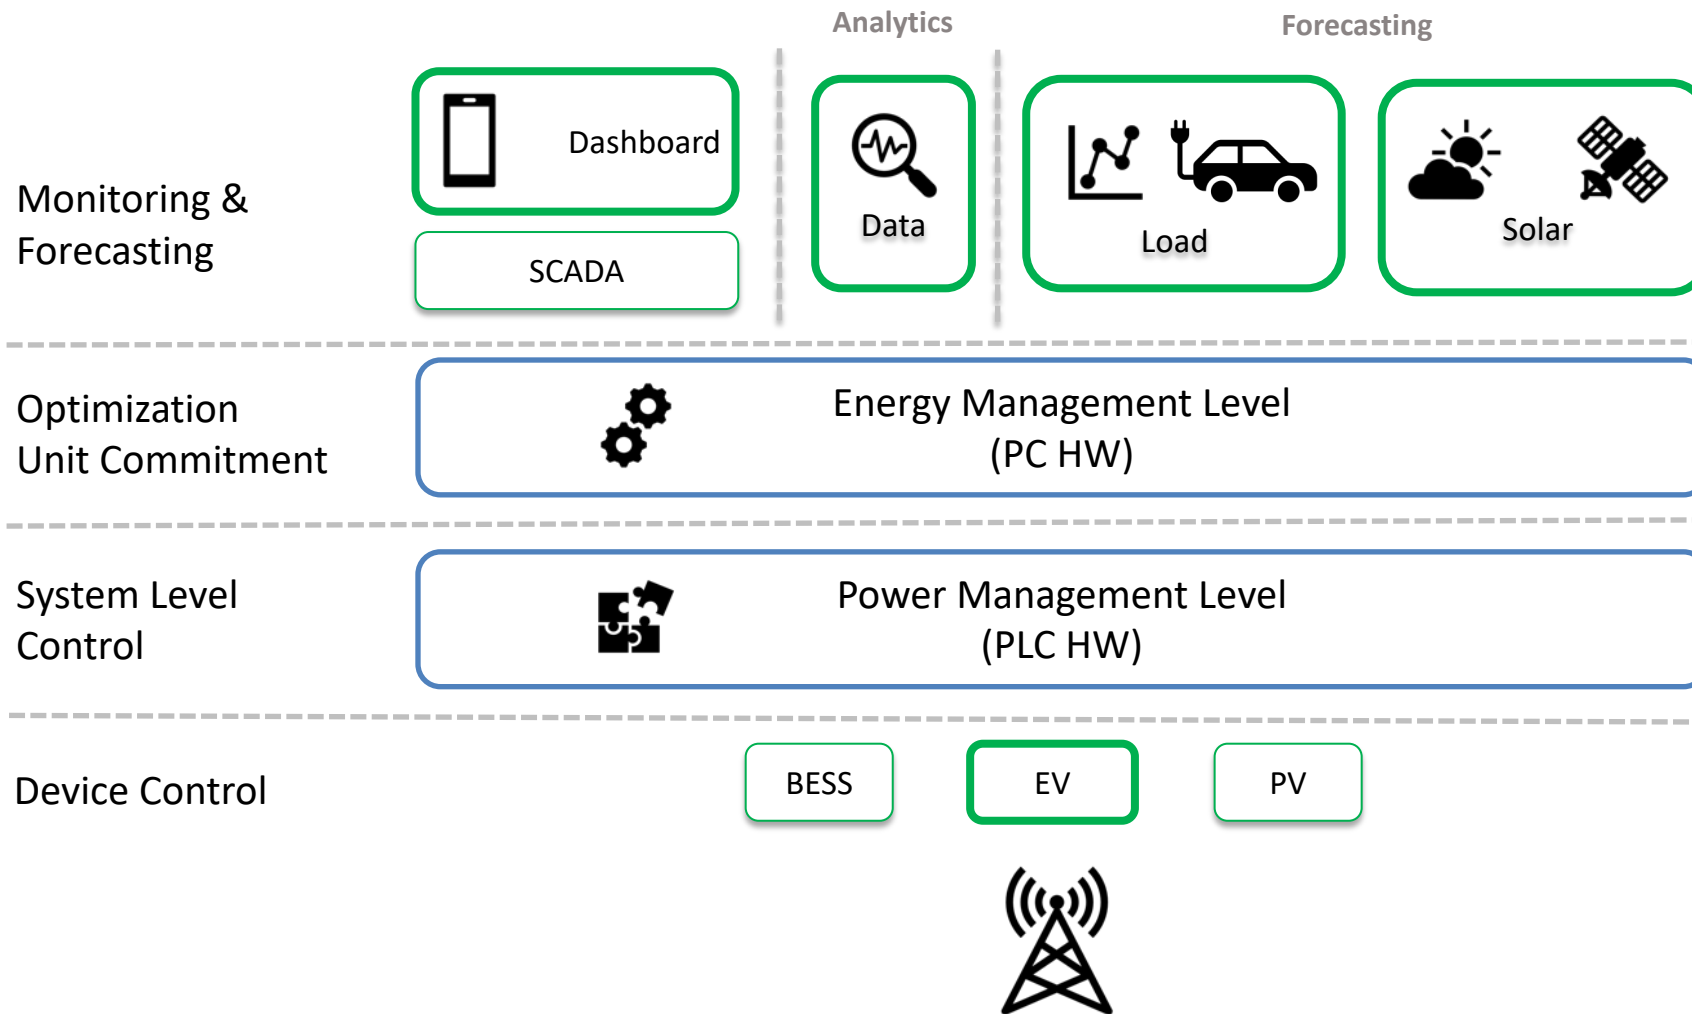 Analytics
Forecasting
Monitoring &
Forecasting
Dashboard
SCADA
Data
Load
Solar
Optimization
Unit Commitment
Energy Management Level
(PC HW)
System Level
Control
Power Management Level
(PLC HW)
Device Control
BESS
EV
PV